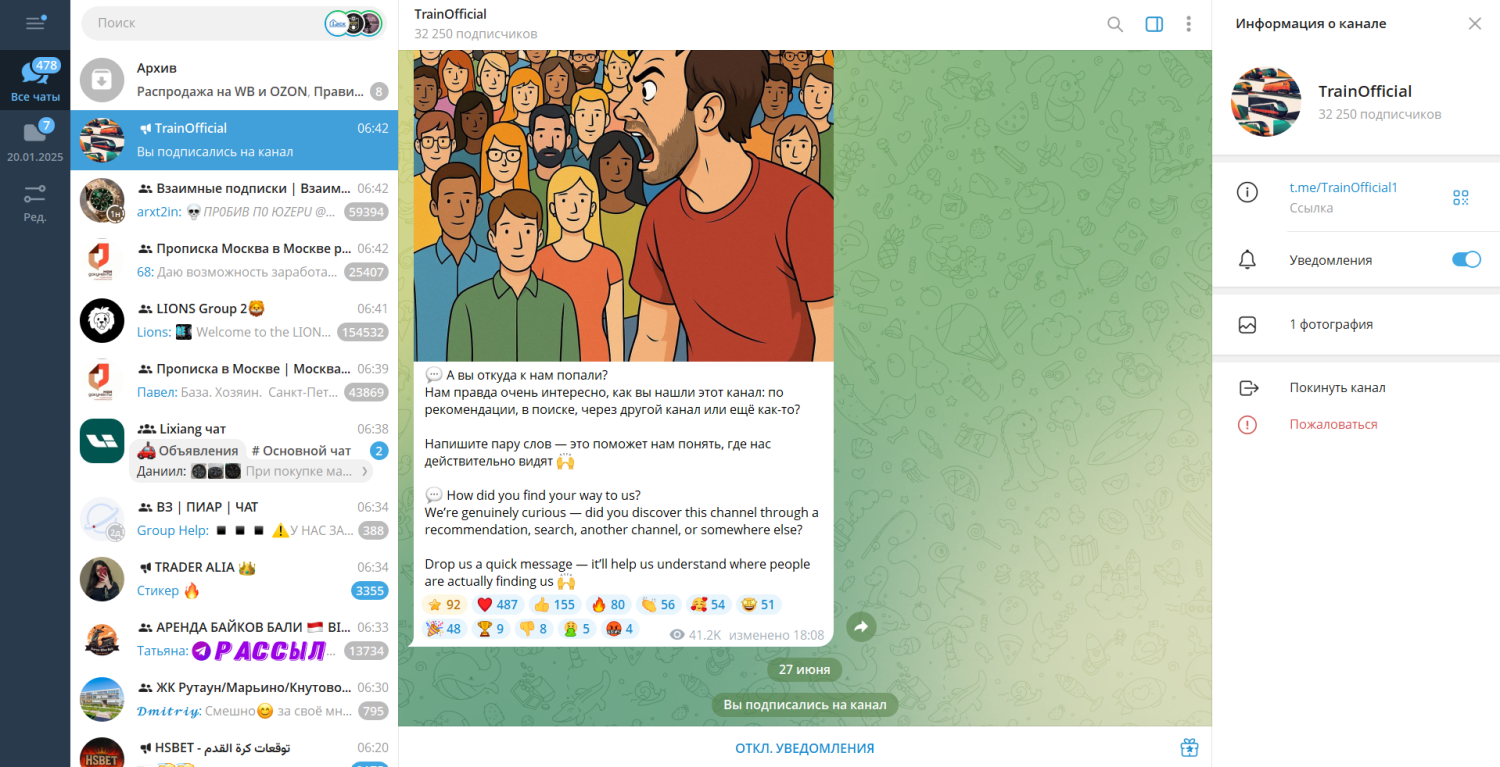 478
Все чаты
7
20.01.2025
Ред.
Поиск
Архив
Распродажа на WB и OZON, Прави...
8
TrainOfficial
06:42
Вы подписались на канал
Взаимные подписки | Взаим...
06:42
1н
arxt2in: 💀 ПР0БИВ П0 ЮZЕРU @...
59394
Прописка Москва в Москве р...
06:42
68: Даю возможность заработа...
25407
LIONS Group 2🦁
06:41
Lions: Welcome to the LION...
154532
Прописка в Москве | Москва...
06:39
Павел: База. Хозяин. Санкт-Пет...
43869
Lixiang чат
06:38
🚗 Объявления # Основной чат
2
Даниил: При покупке ма...
ВЗ | ПИАР | ЧАТ
06:34
2д
Group Help: ▪️ ▪️ ▪️ ⚠️У НАС ЗА...
388
TRADER ALIA 👑
06:34
Стикер 🔥
3355
АРЕНДА БАЙКОВ БАЛИ 🇮🇩 BI...
06:33
Татьяна: РАССЫЛ...
13734
ЖК Рутаун/Марьино/Кнутово...
06:30
𝓓𝓶𝓲𝓽𝓻𝓲𝔂: Смешно😊 за своё мн...
795
HSBET - توقعات كرة القدم
06:20
HSBET
TrainOfficial
32 250 подписчиков
💬 А вы откуда к нам попали?
Нам правда очень интересно, как вы нашли этот канал: по
рекомендации, в поиске, через другой канал или ещё как-то?
Напишите пару слов — это поможет нам понять, где нас
действительно видят 🙌
💬 How did you find your way to us?
We’re genuinely curious — did you discover this channel through a
recommendation, search, another channel, or somewhere else?
Drop us a quick message — it’ll help us understand where people
are actually finding us 🙌
⭐ 92 ❤️ 487 👍 155 🔥 80 👏 56 🥰 54 🤩 51
🎉 48 🏆 9 👎 8 🤮 5 🤬 4
41.2K изменено 18:08
27 июня
Вы подписались на канал
ОТКЛ. УВЕДОМЛЕНИЯ
Информация о канале
TrainOfficial
32 250 подписчиков
t.me/TrainOfficial1
Ссылка
Уведомления
1 фотография
Покинуть канал
Пожаловаться